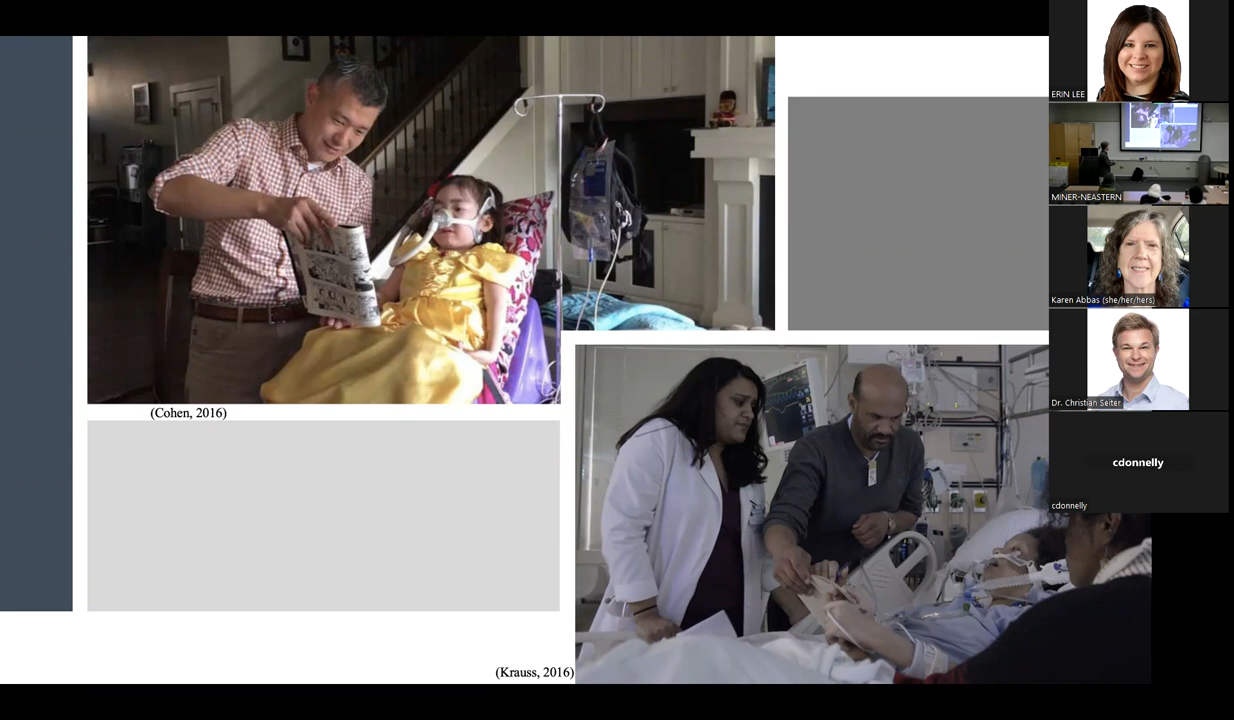 ERIN LEE
MINER-NEASTERN
Karen Abbas (she/her/hers)
Dr. Christian Seiter
cdonnelly
cdonnelly
(Cohen, 2016)
(Krauss, 2016)